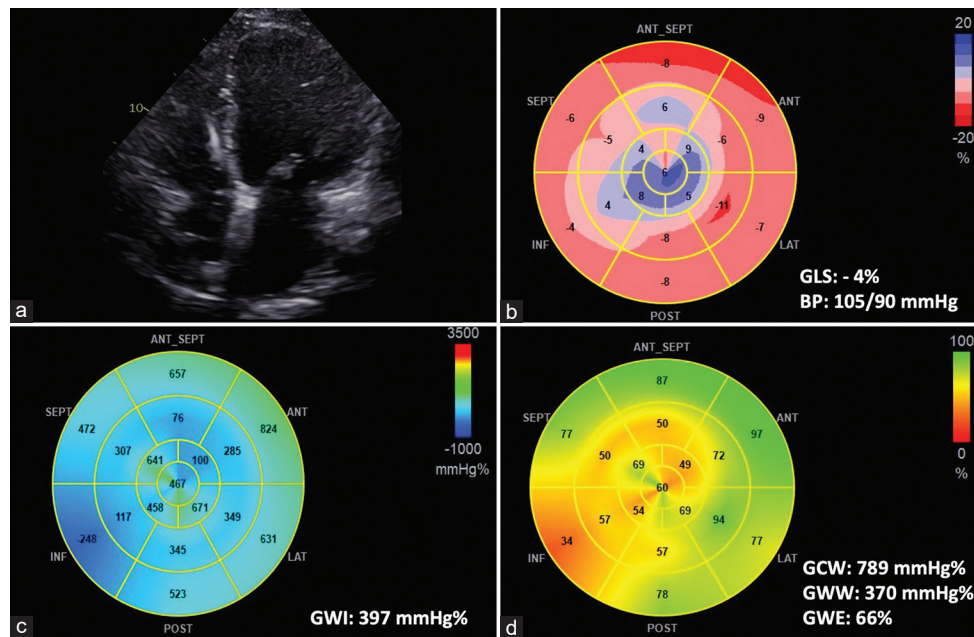 10
a
20
-20
%
ANT_SEPT
SEPT
ANT
INF
LAT
POST
-8
-6
-9
6
-5
-6
4
9
6
8
5
4
-11
-4
-7
-8
-8
GLS: - 4%
BP: 105/90 mmHg
b
3500
-1000
mmHg%
ANT_SEPT
SEPT
ANT
INF
LAT
POST
657
472
824
76
307
285
641
100
467
458
671
117
349
-248
631
345
523
GWI: 397 mmHg%
c
100
0
%
ANT_SEPT
SEPT
ANT
INF
LAT
POST
87
77
97
50
50
72
69
49
60
54
69
57
94
34
77
57
78
GCW: 789 mmHg%
GWW: 370 mmHg%
GWE: 66%
d